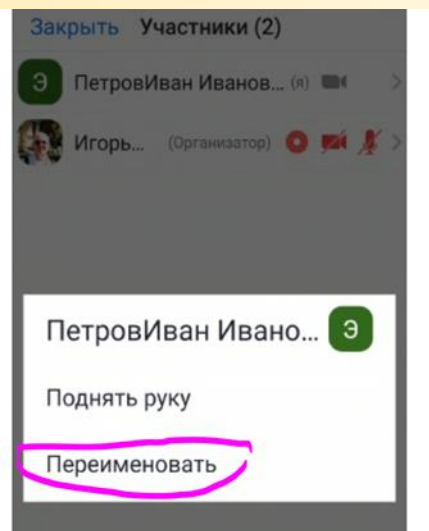 Закрыть Участники (2)
Э ПетровИван Иванов... (я)
Игорь... (Организатор)
ПетровИван Ивано... Э
Поднять руку
Переименовать